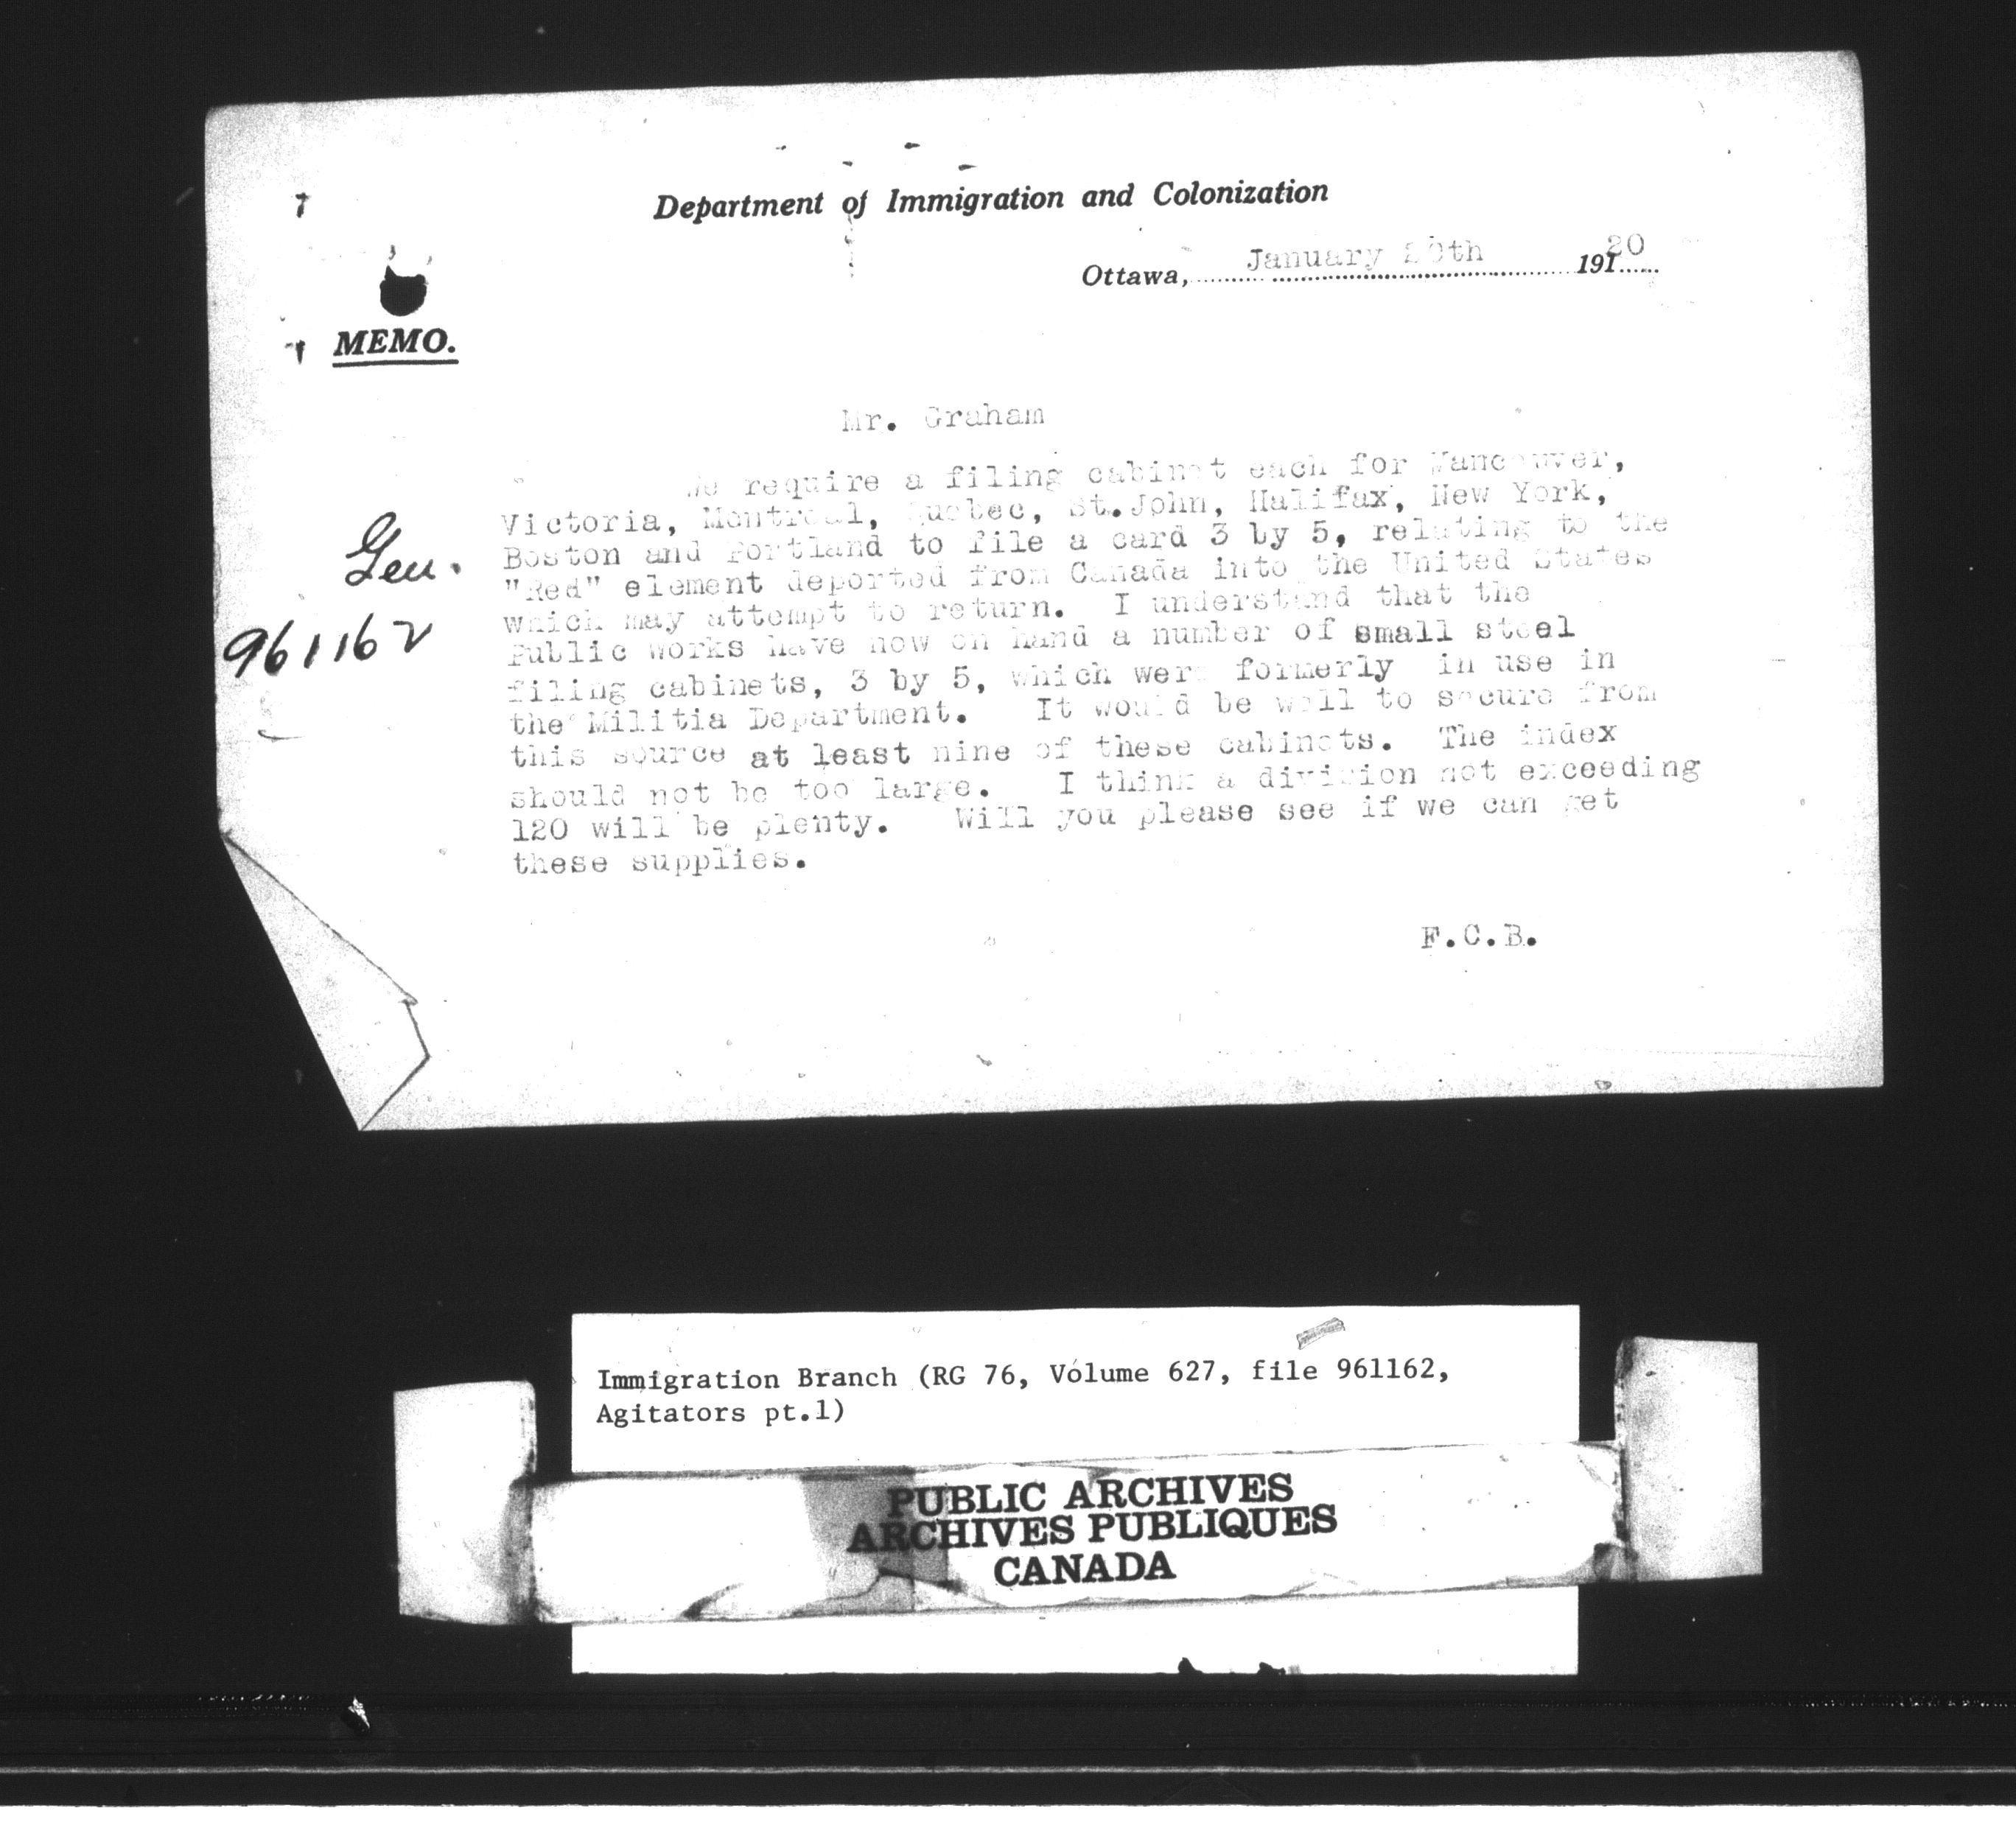 Department of Immigration and Colonization
Ottawa, January 20th 1920
MEMO.
Mr. Graham
We require a filing cabinet each for Vancouver,
Victoria, Montreal, Quebec, St.John, Halifax, New York,
Boston and Portland to file a card 3 by 5, relating to the
"Red" element deported from Canada into the United States
which may attempt to return. I understand that the
Public works have now on hand a number of small steel
filing cabinets, 3 by 5, which were formerly in use in
the Militia Department. It would be well to secure from
this source at least nine of these cabinets. The index
should not be too large. I think a division not exceeding
120 will be plenty. Will you please see if we can get
these supplies.
F.C.B.
Gen.
961162
Immigration Branch (RG 76, Volume 627, file 961162,
Agitators pt.1)
PUBLIC ARCHIVES
ARCHIVES PUBLIQUES
CANADA